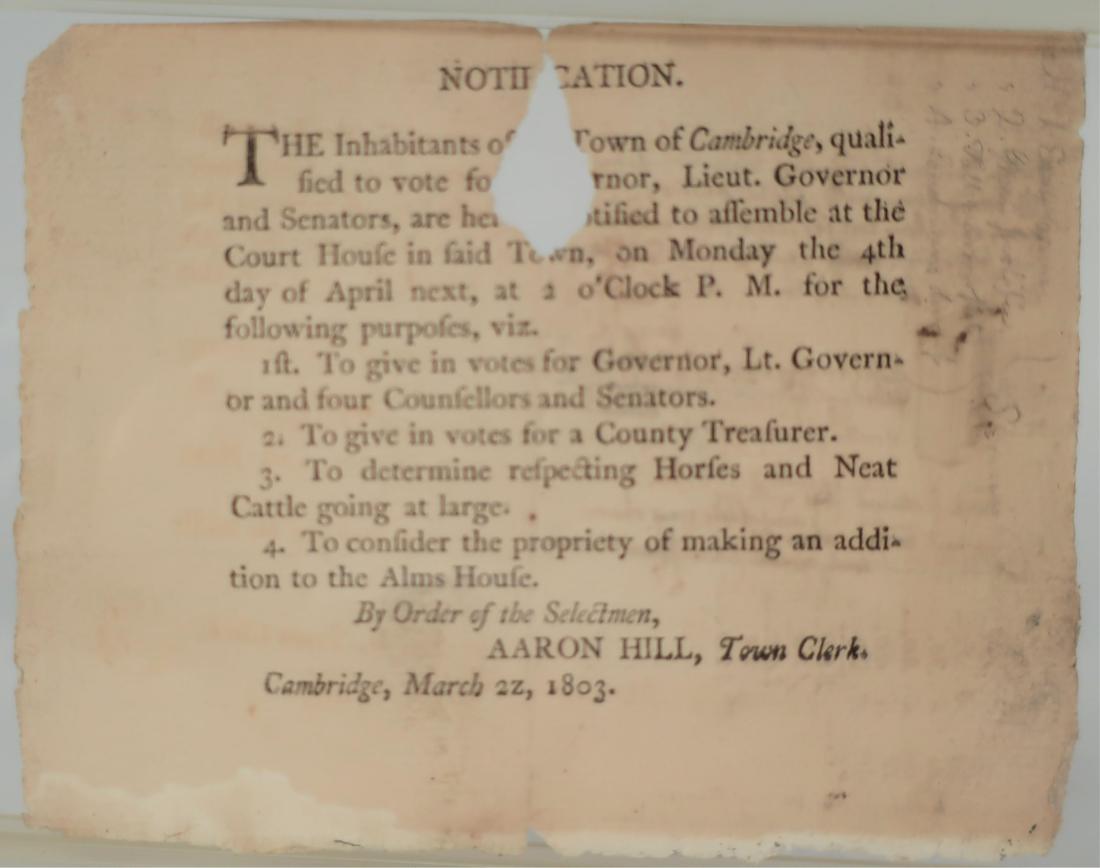 NOTIFICATION.
THE Inhabitants of Town of Cambridge, quali-
fied to vote fo rnor, Lieut. Governor
and Senators, are her tified to aſſemble at the
Court Houſe in ſaid Town, on Monday the 4th
day of April next, at 2 o'Clock P. M. for the
following purpoſes, viz.
1ſt. To give in votes for Governor, Lt. Govern-
or and four Counſellors and Senators.
2. To give in votes for a County Treaſurer.
3. To determine reſpecting Horſes and Neat
Cattle going at large.
4. To conſider the propriety of making an addi-
tion to the Alms Houſe.
By Order of the Selectmen,
AARON HILL, Town Clerk.
Cambridge, March 22, 1803.